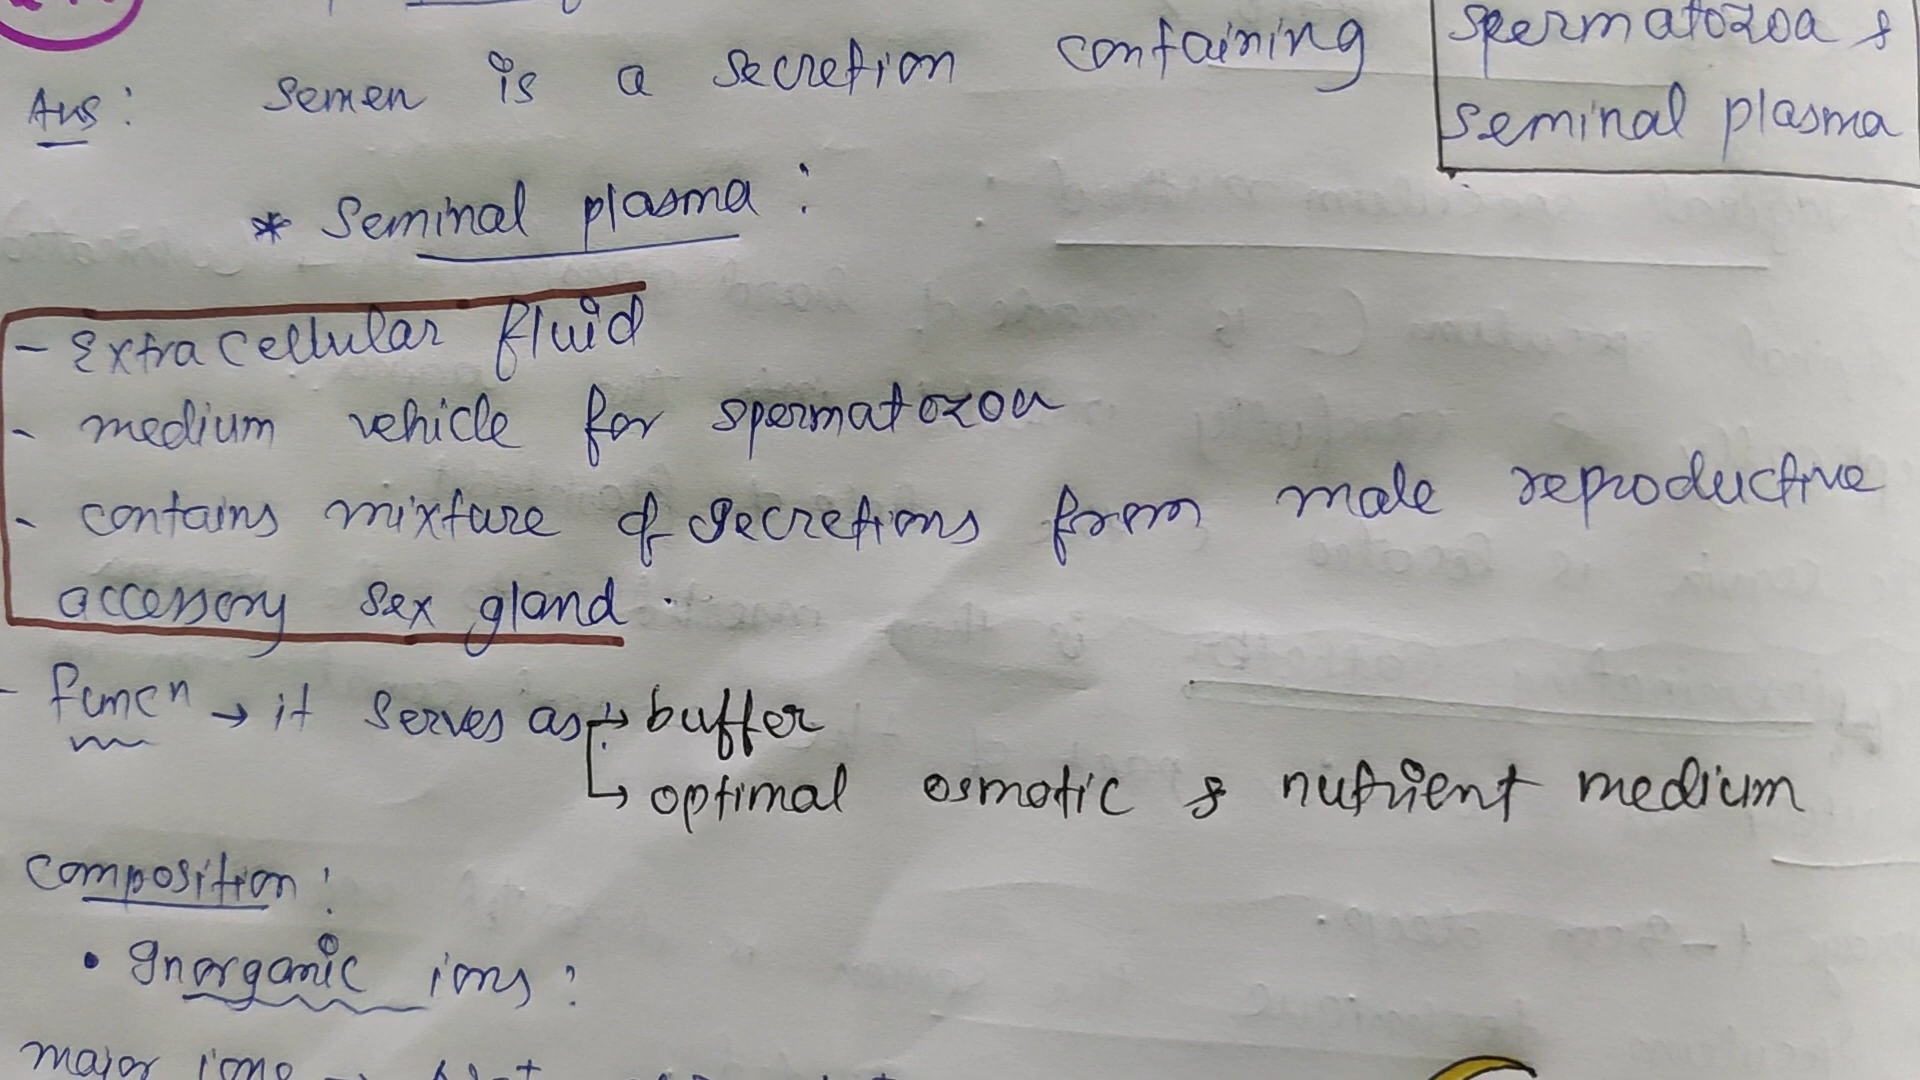 Ans: Semen is a secretion containing spermatozoa &
seminal plasma
* Seminal plasma :
- Extracellular fluid
- medium vehicle for spermatozoa
- contains mixture of secretions from male reproductive
accessory sex gland .
- funcn → it serves as → buffer
↳ optimal osmotic & nutrient medium
composition :
• Inorganic ions :
major ions →